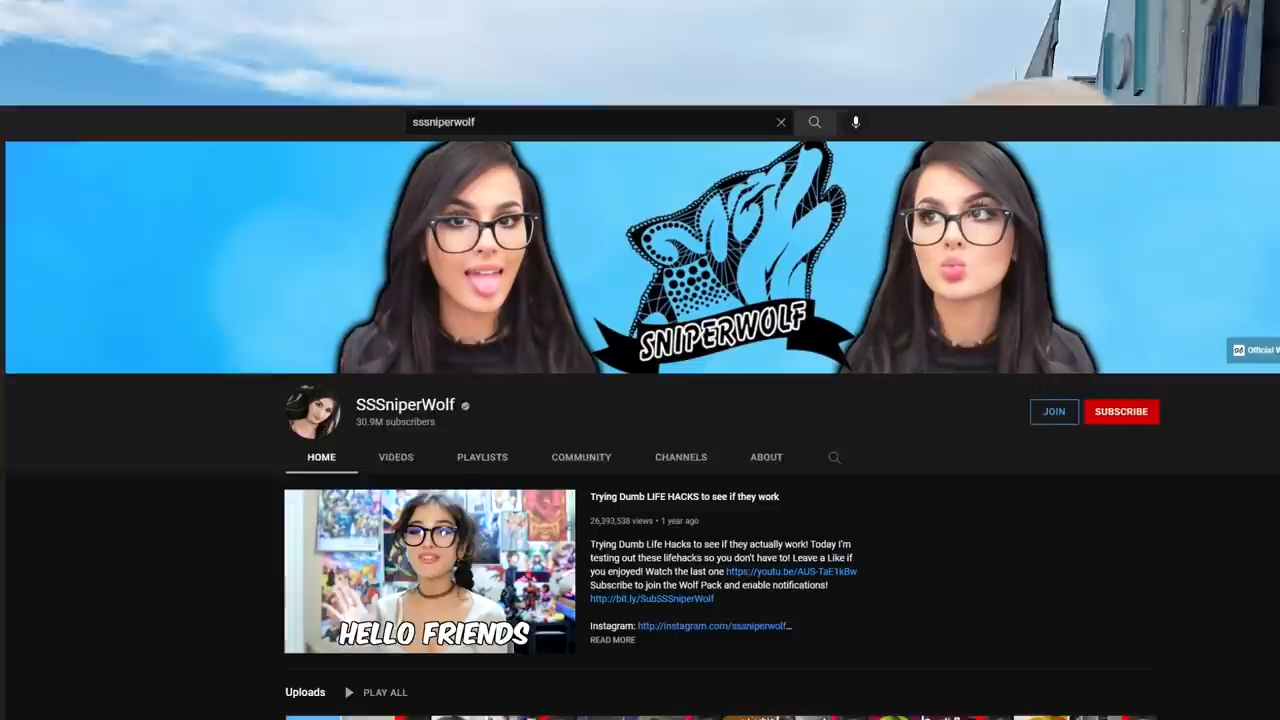 sssniperwolf
SNIPERWOLF
Official W
SSSniperWolf
30.9M subscribers
JOIN
SUBSCRIBE
HOME
VIDEOS
PLAYLISTS
COMMUNITY
CHANNELS
ABOUT
Trying Dumb LIFE HACKS to see if they work
26,393,538 views • 1 year ago
Trying Dumb Life Hacks to see if they actually work! Today I'm
testing out these lifehacks so you don't have to! Leave a Like if
you enjoyed! Watch the last one https://youtu.be/AUS-TaE1kBw
Subscribe to join the Wolf Pack and enable notifications!
http://bit.ly/SubSSSniperWolf
Instagram: http://instagram.com/sssniperwolf...
READ MORE
HELLO FRIENDS
Uploads
PLAY ALL